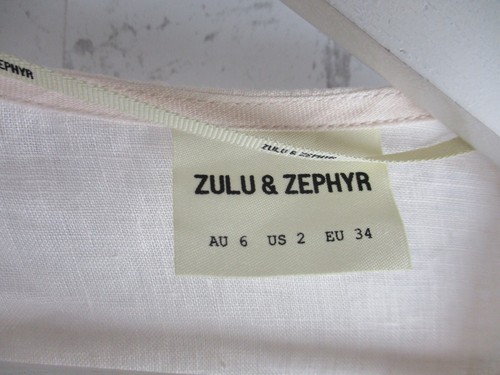 ZEPHYR
ZULU & ZEPHYR
ZULU & ZEPHYR
AU 6 US 2 EU 34